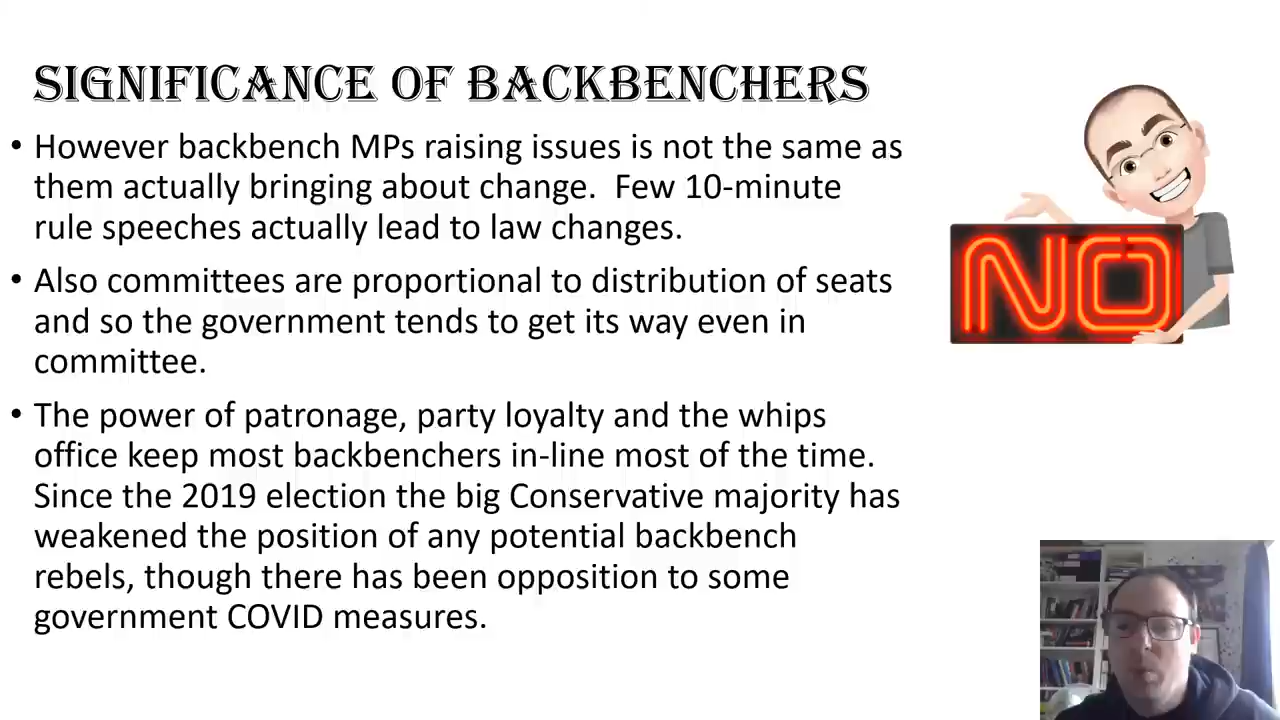 SIGNIFICANCE OF BACKBENCHERS
• However backbench MPs raising issues is not the same as
them actually bringing about change.  Few 10-minute
rule speeches actually lead to law changes.
• Also committees are proportional to distribution of seats
and so the government tends to get its way even in
committee.
• The power of patronage, party loyalty and the whips
office keep most backbenchers in-line most of the time.
Since the 2019 election the big Conservative majority has
weakened the position of any potential backbench
rebels, though there has been opposition to some
government COVID measures.
NO